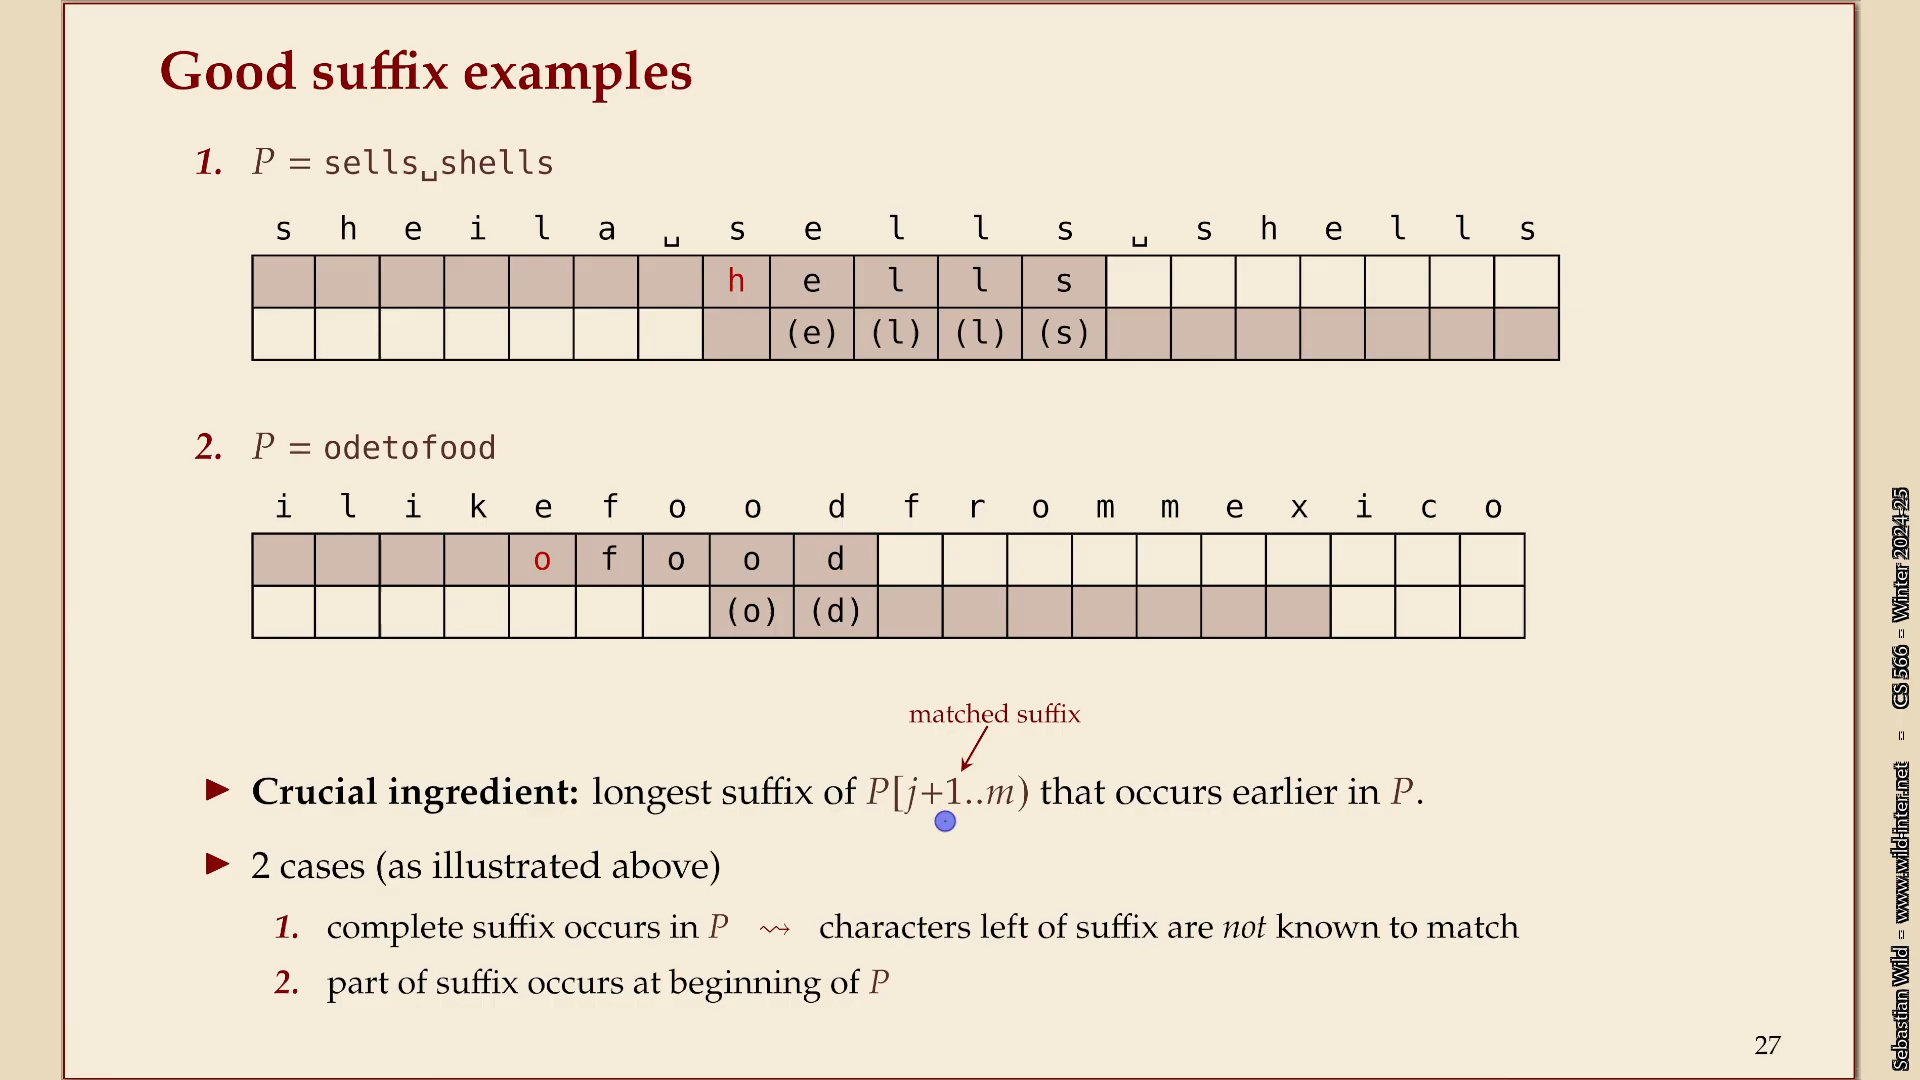 Good suffix examples
1. P = sells␣shells
s h e i l a ␣ s e l l s ␣ s h e l l s
h e l l s
(e) (l) (l) (s)
2. P = odetofood
i l i k e f o o d f r o m m e x i c o
o f o o d
(o) (d)
matched suffix
▶ Crucial ingredient: longest suffix of P[j+1..m) that occurs earlier in P.
▶ 2 cases (as illustrated above)
1. complete suffix occurs in P ⇝ characters left of suffix are not known to match
2. part of suffix occurs at beginning of P
27
Sebastian Wild – www.wild-inter.net – CS 566 – Winter 2024-25